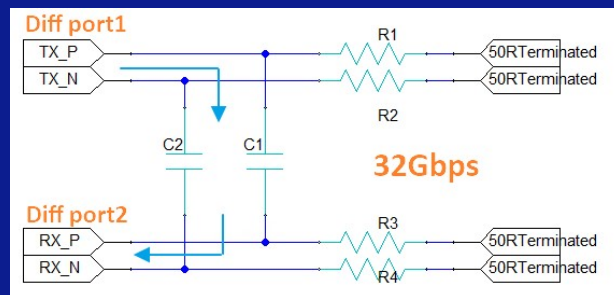 Diff port1
TX_P
TX_N
R1
R2
50RTerminated
50RTerminated
C2
C1
32Gbps
Diff port2
RX_P
RX_N
R3
R4
50RTerminated
50RTerminated